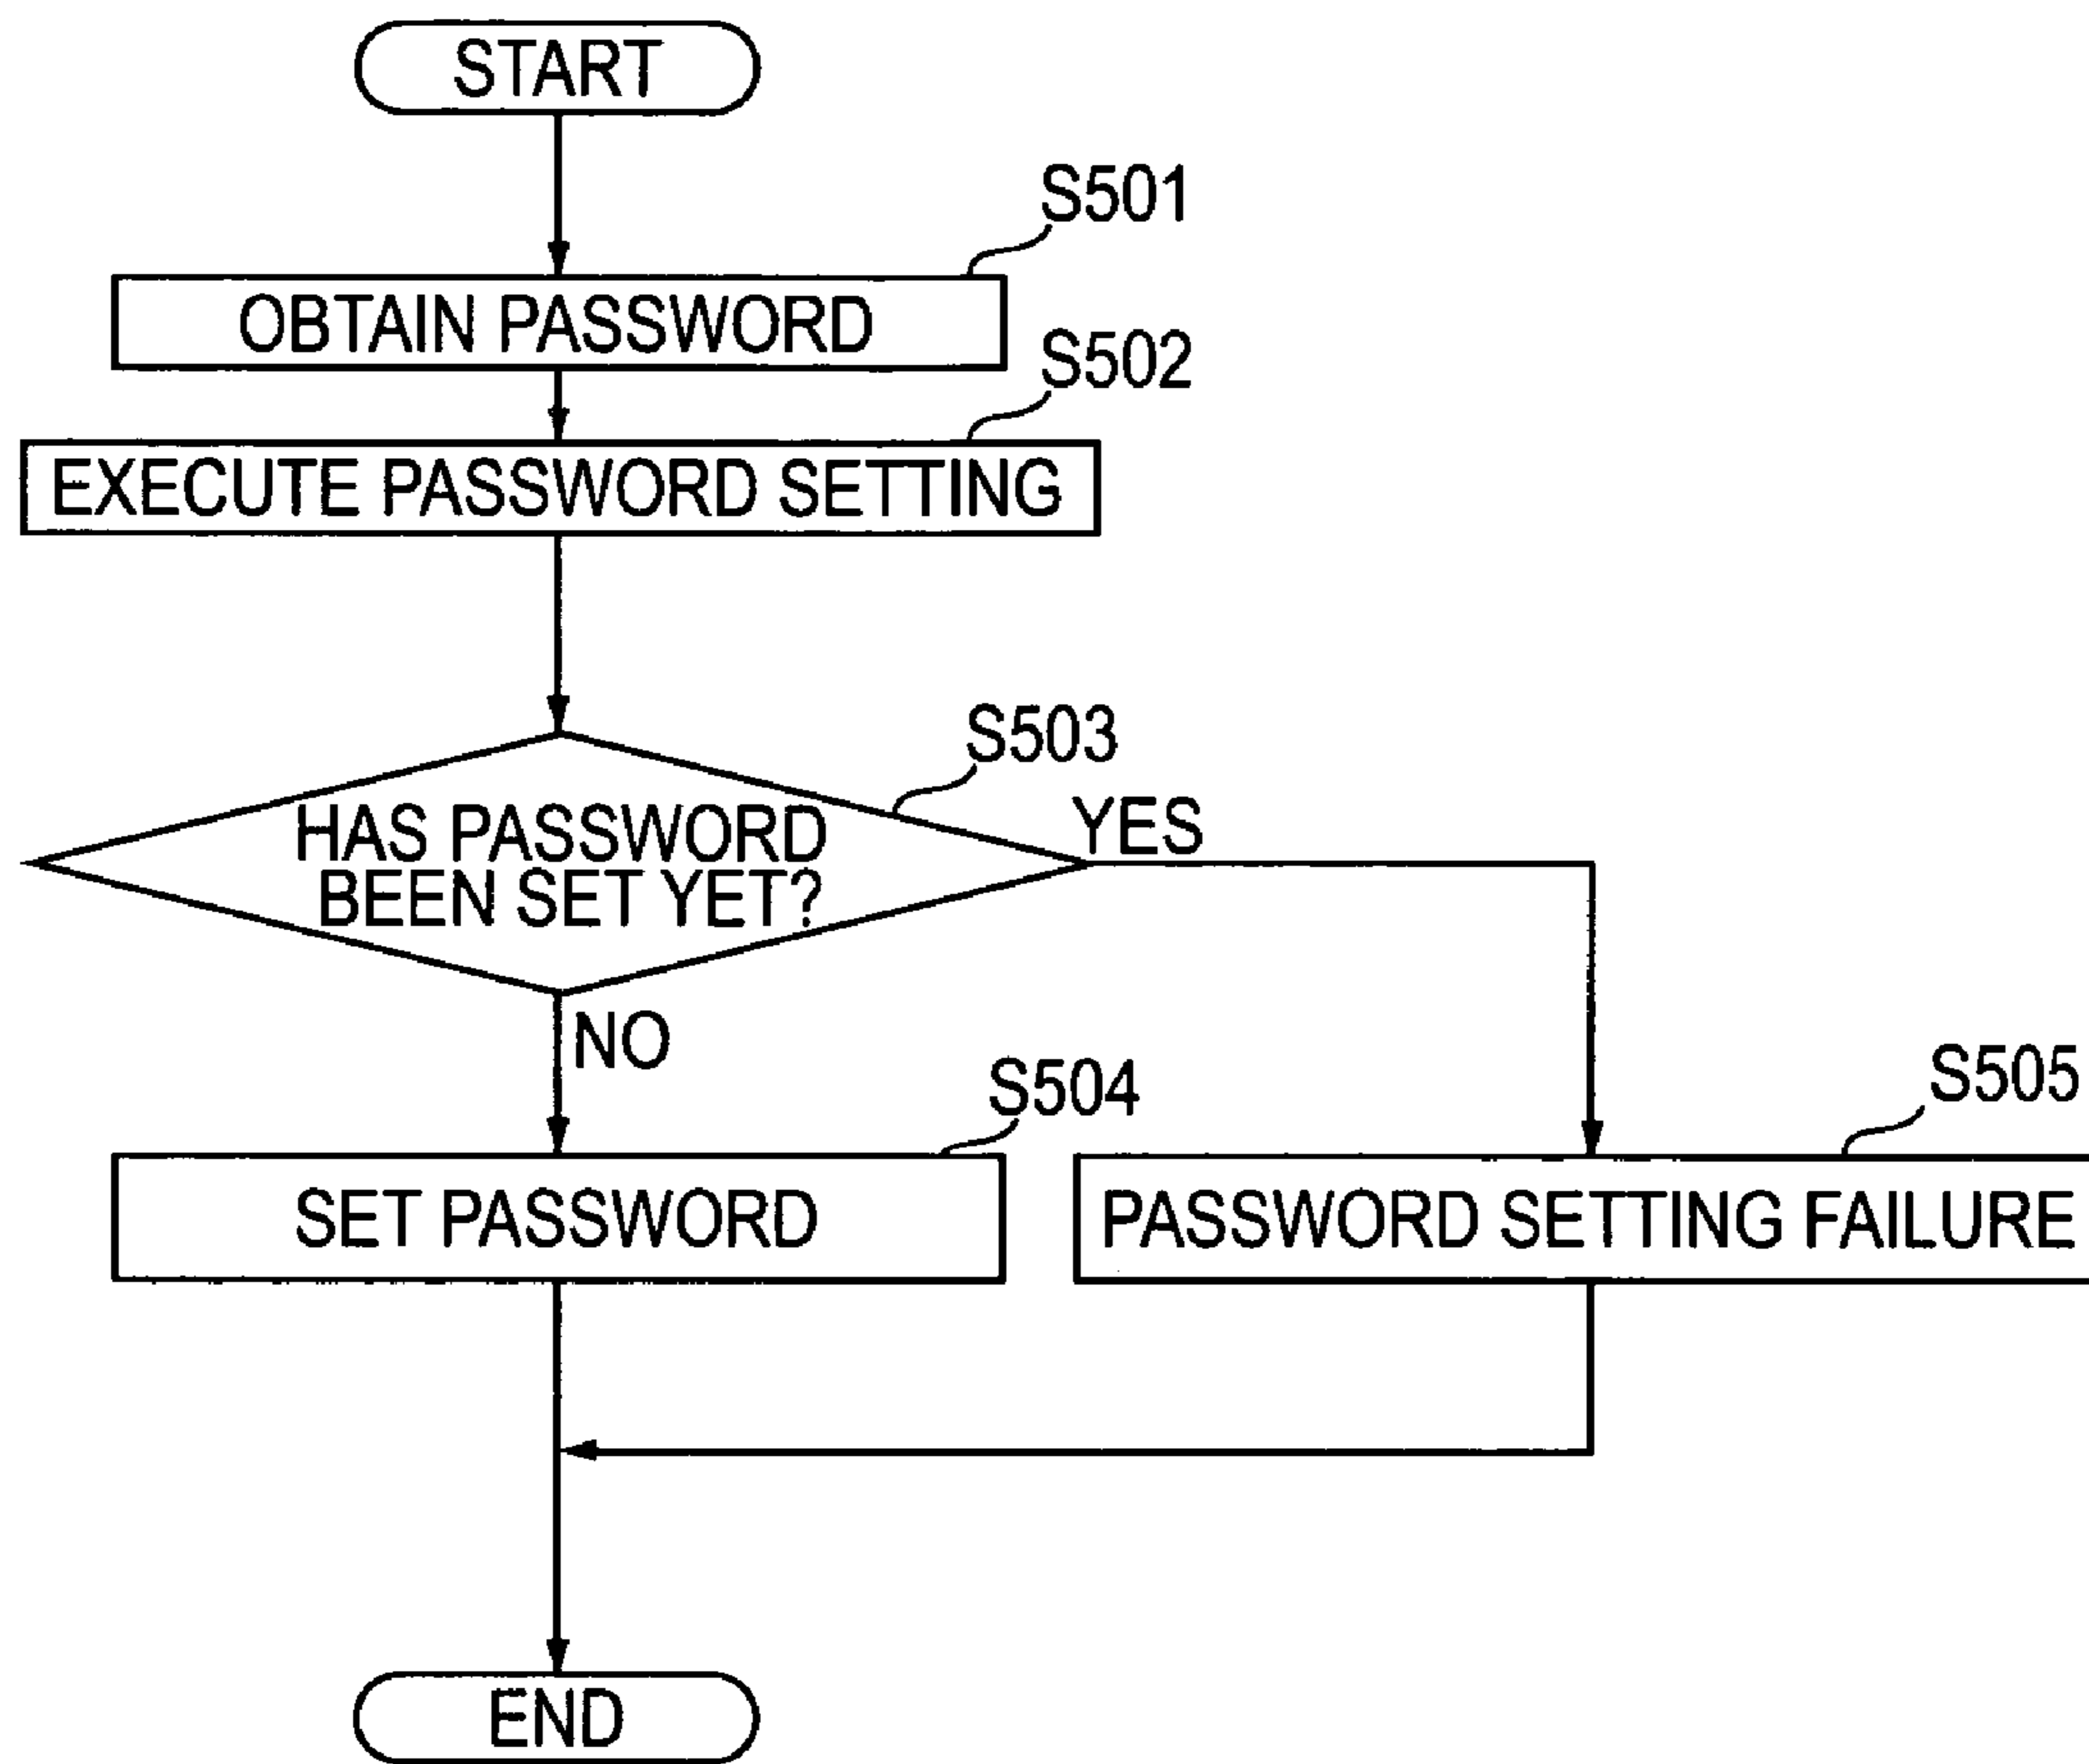 START
S501
OBTAIN PASSWORD
S502
EXECUTE PASSWORD SETTING
S503
HAS PASSWORD
BEEN SET YET?
YES
NO
S504
S505
SET PASSWORD
PASSWORD SETTING FAILURE
END